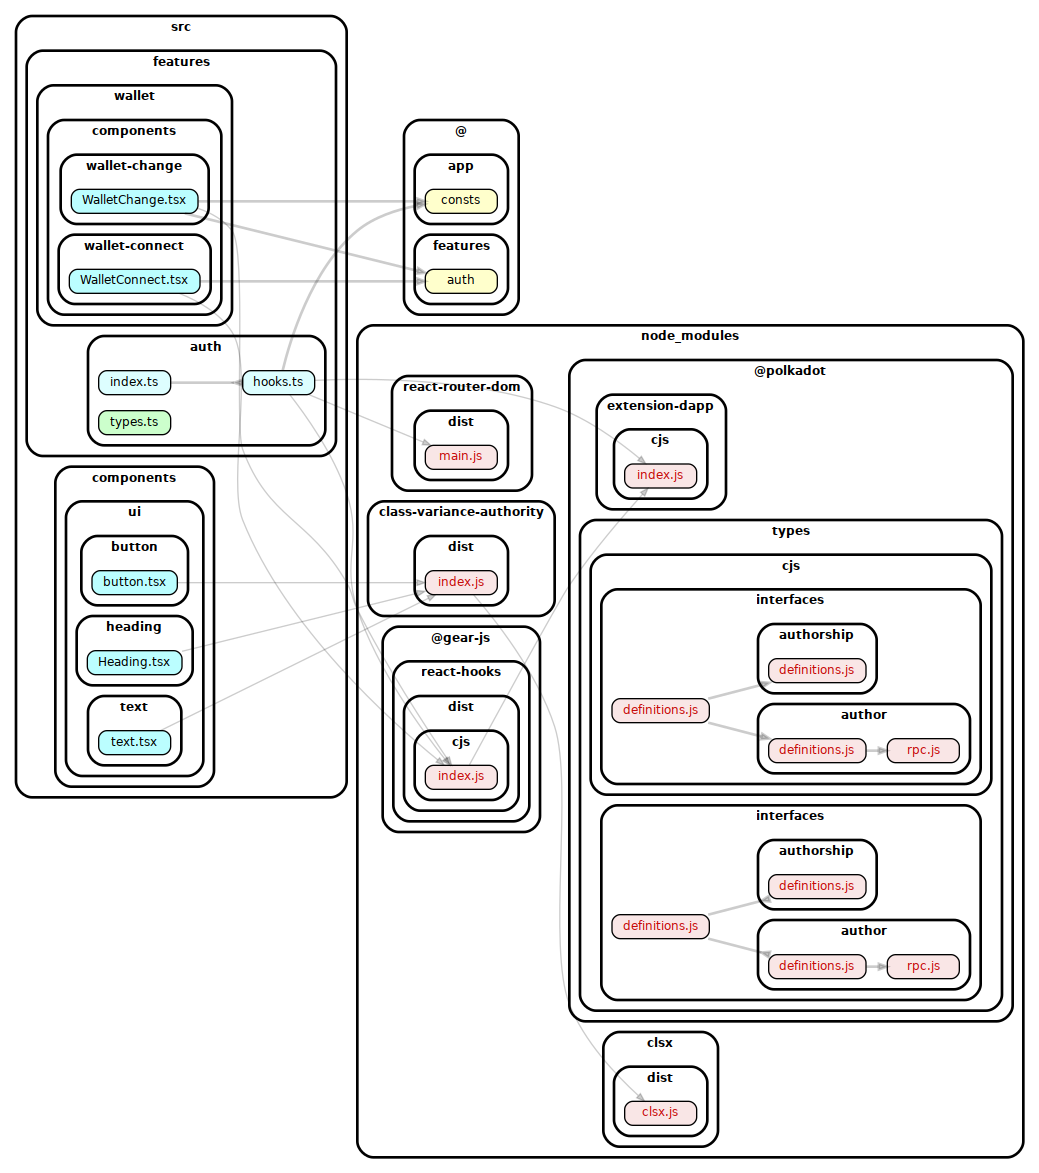 src
features
wallet
components
wallet-change
WalletChange.tsx
wallet-connect
WalletConnect.tsx
auth
index.ts
hooks.ts
types.ts
components
ui
button
button.tsx
heading
Heading.tsx
text
text.tsx
@
app
consts
features
auth
node_modules
react-router-dom
dist
main.js
class-variance-authority
dist
index.js
@gear-js
react-hooks
dist
cjs
index.js
@polkadot
extension-dapp
cjs
index.js
types
cjs
interfaces
authorship
definitions.js
definitions.js
author
definitions.js
rpc.js
interfaces
authorship
definitions.js
definitions.js
author
definitions.js
rpc.js
clsx
dist
clsx.js